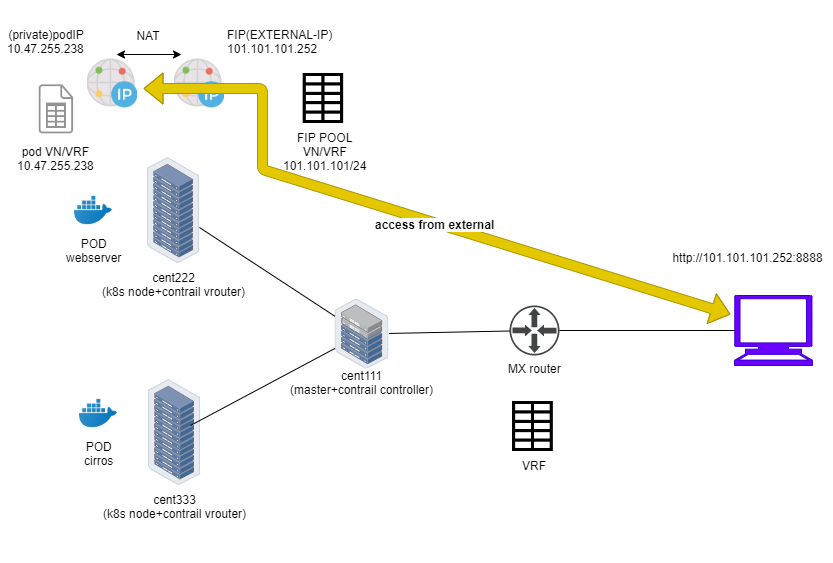 (private)podIP
10.47.255.238
NAT
FIP(EXTERNAL-IP)
101.101.101.252
IP
IP
pod VN/VRF
10.47.255.238
FIP POOL
VN/VRF
101.101.101/24
POD
webserver
cent222
(k8s node+contrail vrouter)
access from external
http://101.101.101.252:8888
cent111
(master+contrail controller)
MX router
VRF
POD
cirros
cent333
(k8s node+contrail vrouter)